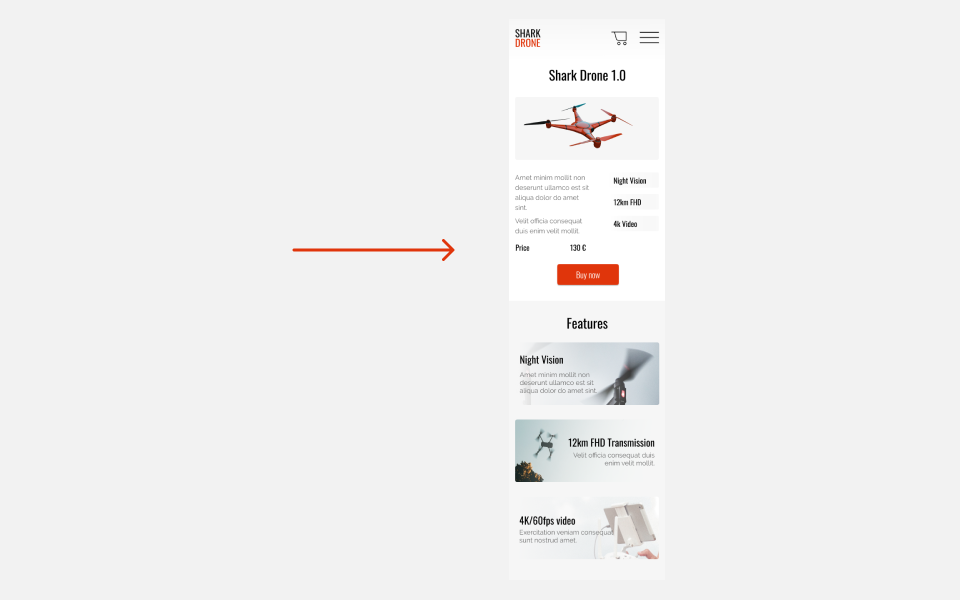 SHARK
DRONE
Shark Drone 1.0
Amet minim mollit non
deserunt ullamco est sit
aliqua dolor do amet
sint.
Velit officia consequat
duis enim velit mollit
Night Vision
12km FHD
4k Video
Price 130 €
Buy now
Features
Night Vision
Amet minim mollit non
deserunt ullamco est sit
aliqua dolor do amet sint.
12km FHD Transmission
Velit officia consequat duis
enim velit mollit.
4K/60fps video
Exercitation veniam consequat
sunt nostrud amet.